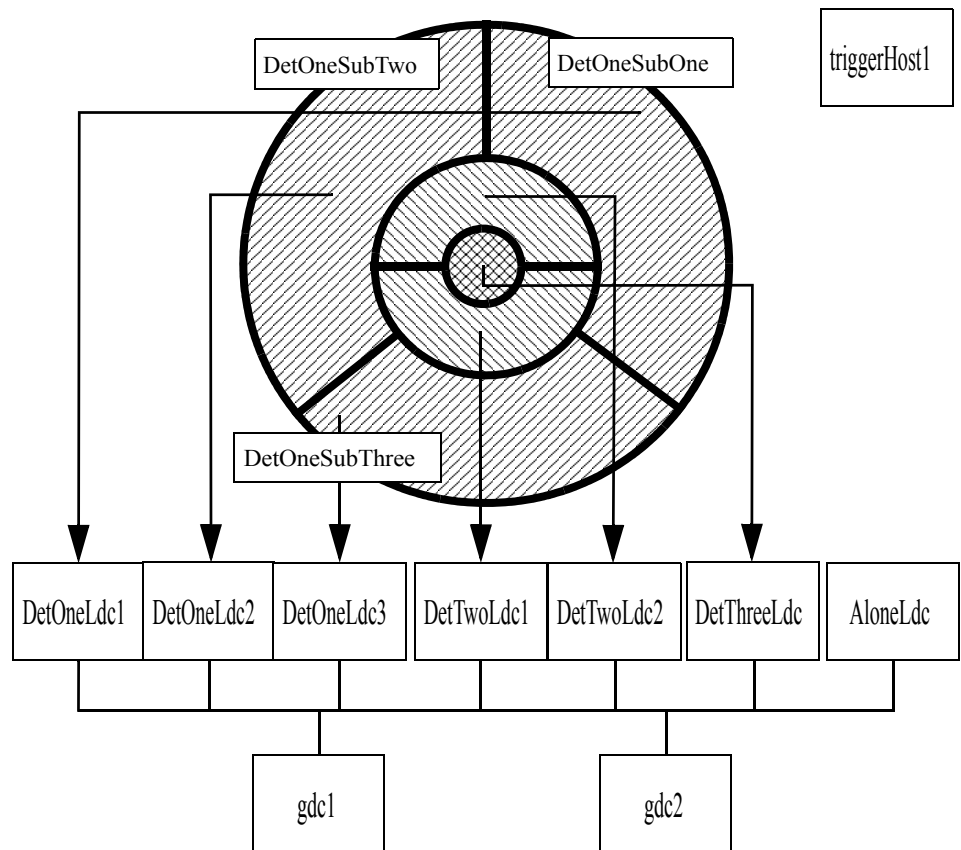 DetOneSubTwo
DetOneSubOne
triggerHost1
DetOneSubThree
DetOneLdc1
DetOneLdc2
DetOneLdc3
DetTwoLdc1
DetTwoLdc2
DetThreeLdc
AloneLdc
gdc1
gdc2